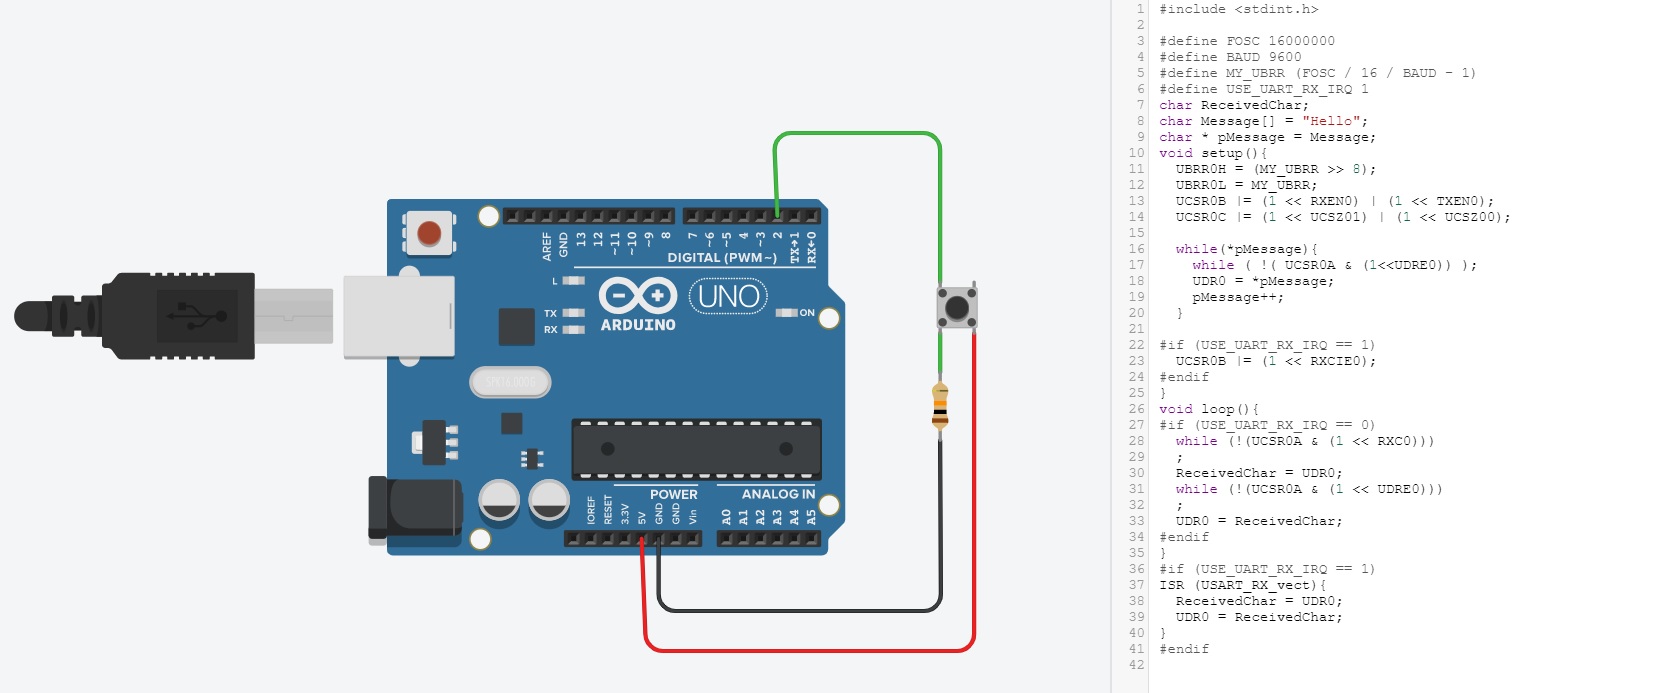 AREF
GND
13
12
~11
~10
~9
8
7
~6
~5
4
~3
2
TX→1
RX←0
DIGITAL (PWM~)
L
TX
RX
UNO
ON
ARDUINO
POWER
ANALOG IN
IOREF
RESET
3.3V
5V
GND
GND
Vin
A0
A1
A2
A3
A4
A5
1 #include <stdint.h>
2
3 #define FOSC 16000000
4 #define BAUD 9600
5 #define MY_UBRR (FOSC / 16 / BAUD - 1)
6 #define USE_UART_RX_IRQ 1
7 char ReceivedChar;
8 char Message[] = "Hello";
9 char * pMessage = Message;
10 void setup(){
11   UBRR0H = (MY_UBRR >> 8);
12   UBRR0L = MY_UBRR;
13   UCSR0B |= (1 << RXEN0) | (1 << TXEN0);
14   UCSR0C |= (1 << UCSZ01) | (1 << UCSZ00);
15
16   while(*pMessage){
17     while ( !( UCSR0A & (1<<UDRE0)) );
18     UDR0 = *pMessage;
19     pMessage++;
20   }
21
22 #if (USE_UART_RX_IRQ == 1)
23   UCSR0B |= (1 << RXCIE0);
24 #endif
25 }
26 void loop(){
27 #if (USE_UART_RX_IRQ == 0)
28   while (!(UCSR0A & (1 << RXC0)))
29   ;
30   ReceivedChar = UDR0;
31   while (!(UCSR0A & (1 << UDRE0)))
32   ;
33   UDR0 = ReceivedChar;
34 #endif
35 }
36 #if (USE_UART_RX_IRQ == 1)
37 ISR (USART_RX_vect){
38   ReceivedChar = UDR0;
39   UDR0 = ReceivedChar;
40 }
41 #endif
42